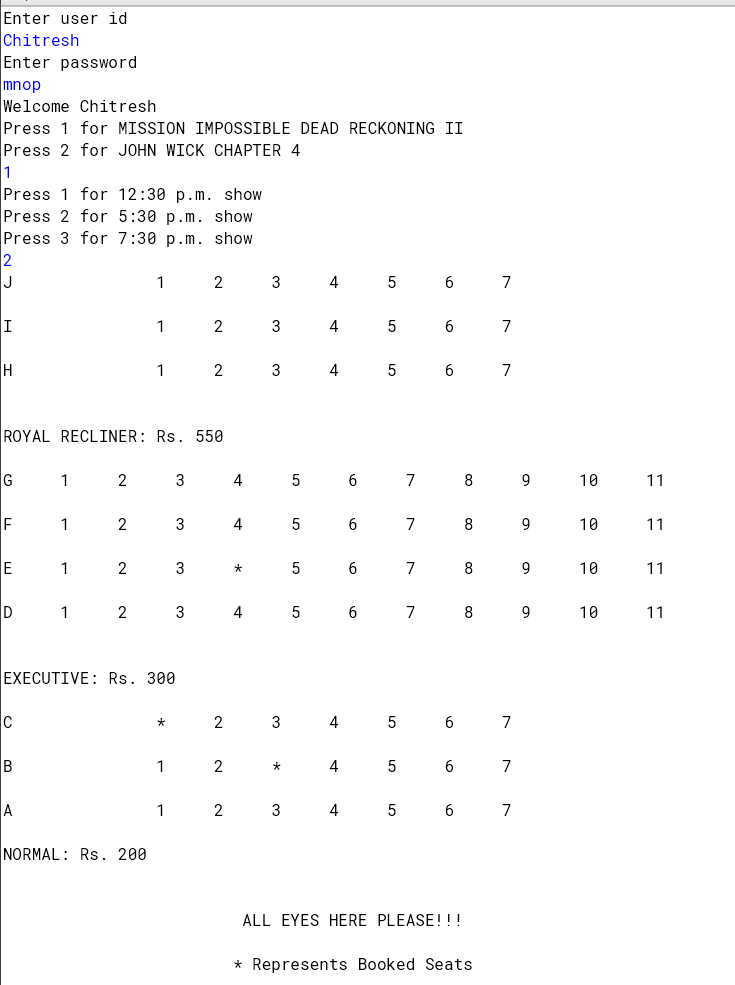 Enter user id
Chitresh
Enter password
mnop
Welcome Chitresh
Press 1 for MISSION IMPOSSIBLE DEAD RECKONING II
Press 2 for JOHN WICK CHAPTER 4
1
Press 1 for 12:30 p.m. show
Press 2 for 5:30 p.m. show
Press 3 for 7:30 p.m. show
2
J 1 2 3 4 5 6 7
I 1 2 3 4 5 6 7
H 1 2 3 4 5 6 7
ROYAL RECLINER: Rs. 550
G 1 2 3 4 5 6 7 8 9 10 11
F 1 2 3 4 5 6 7 8 9 10 11
E 1 2 3 * 5 6 7 8 9 10 11
D 1 2 3 4 5 6 7 8 9 10 11
EXECUTIVE: Rs. 300
C * 2 3 4 5 6 7
B 1 2 * 4 5 6 7
A 1 2 3 4 5 6 7
NORMAL: Rs. 200
ALL EYES HERE PLEASE!!!
* Represents Booked Seats